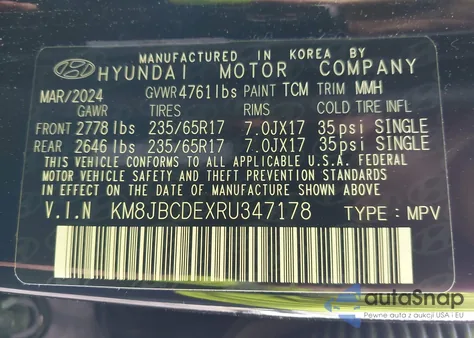 MANUFACTURED IN KOREA BY
HYUNDAI MOTOR COMPANY
MAR/2024 GVWR 4761lbs PAINT TCM TRIM MMH
GAWR TIRES RIMS COLD TIRE INFL
FRONT 2778 lbs 235/65R17 7.0JX17 35psi SINGLE
REAR 2646 lbs 235/65R17 7.0JX17 35psi SINGLE
THIS VEHICLE CONFORMS TO ALL APPLICABLE U.S.A. FEDERAL
MOTOR VEHICLE SAFETY, BUMPER, AND THEFT PREVENTION STANDARDS
IN EFFECT ON THE DATE OF MANUFACTURE SHOWN ABOVE.
V.I.N KM8JBCDEXRU347178 TYPE : MPV
autoSnap
Pewne auta z aukcji USA i EU